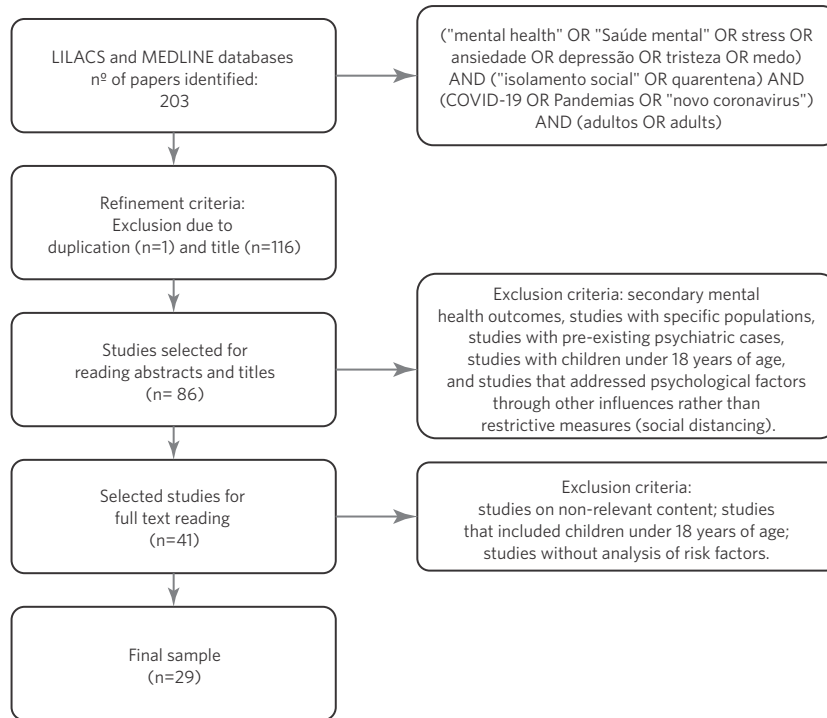 LILACS and MEDLINE databases
nº of papers identified:
203
("mental health" OR "Saúde mental" OR stress OR
ansiedade OR depressão OR tristeza OR medo)
AND ("isolamento social" OR quarentena) AND
(COVID-19 OR Pandemias OR "novo coronavirus")
AND (adultos OR adults)
Refinement criteria:
Exclusion due to
duplication (n=1) and title (n=116)
Studies selected for
reading abstracts and titles
(n= 86)
Exclusion criteria: secondary mental
health outcomes, studies with specific populations,
studies with pre-existing psychiatric cases,
studies with children under 18 years of age,
and studies that addressed psychological factors
through other influences rather than
restrictive measures (social distancing).
Selected studies for
full text reading
(n=41)
Exclusion criteria:
studies on non-relevant content; studies
that included children under 18 years of age;
studies without analysis of risk factors.
Final sample
(n=29)